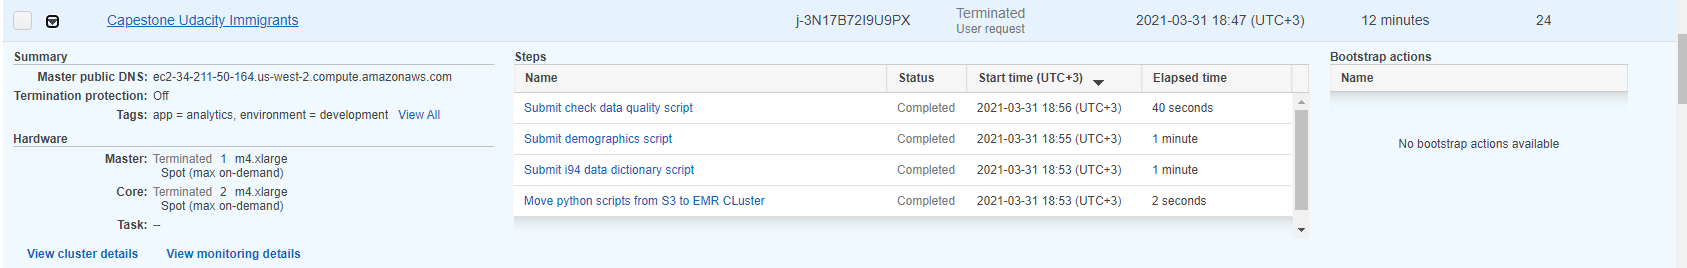 Capestone Udacity Immigrants j-3N17B72I9U9PX Terminated 2021-03-31 18:47 (UTC+3) 12 minutes 24
User request
Summary
Master public DNS: ec2-34-211-50-164.us-west-2.compute.amazonaws.com
Termination protection: Off
Tags: app = analytics, environment = development View All
Hardware
Master: Terminated 1 m4.xlarge
Spot (max on-demand)
Core: Terminated 2 m4.xlarge
Spot (max on-demand)
Task: --
View cluster details View monitoring details
Steps
Name Status Start time (UTC+3) Elapsed time
Submit check data quality script Completed 2021-03-31 18:56 (UTC+3) 40 seconds
Submit demographics script Completed 2021-03-31 18:55 (UTC+3) 1 minute
Submit i94 data dictionary script Completed 2021-03-31 18:53 (UTC+3) 1 minute
Move python scripts from S3 to EMR CLuster Completed 2021-03-31 18:53 (UTC+3) 2 seconds
Bootstrap actions
Name
No bootstrap actions available